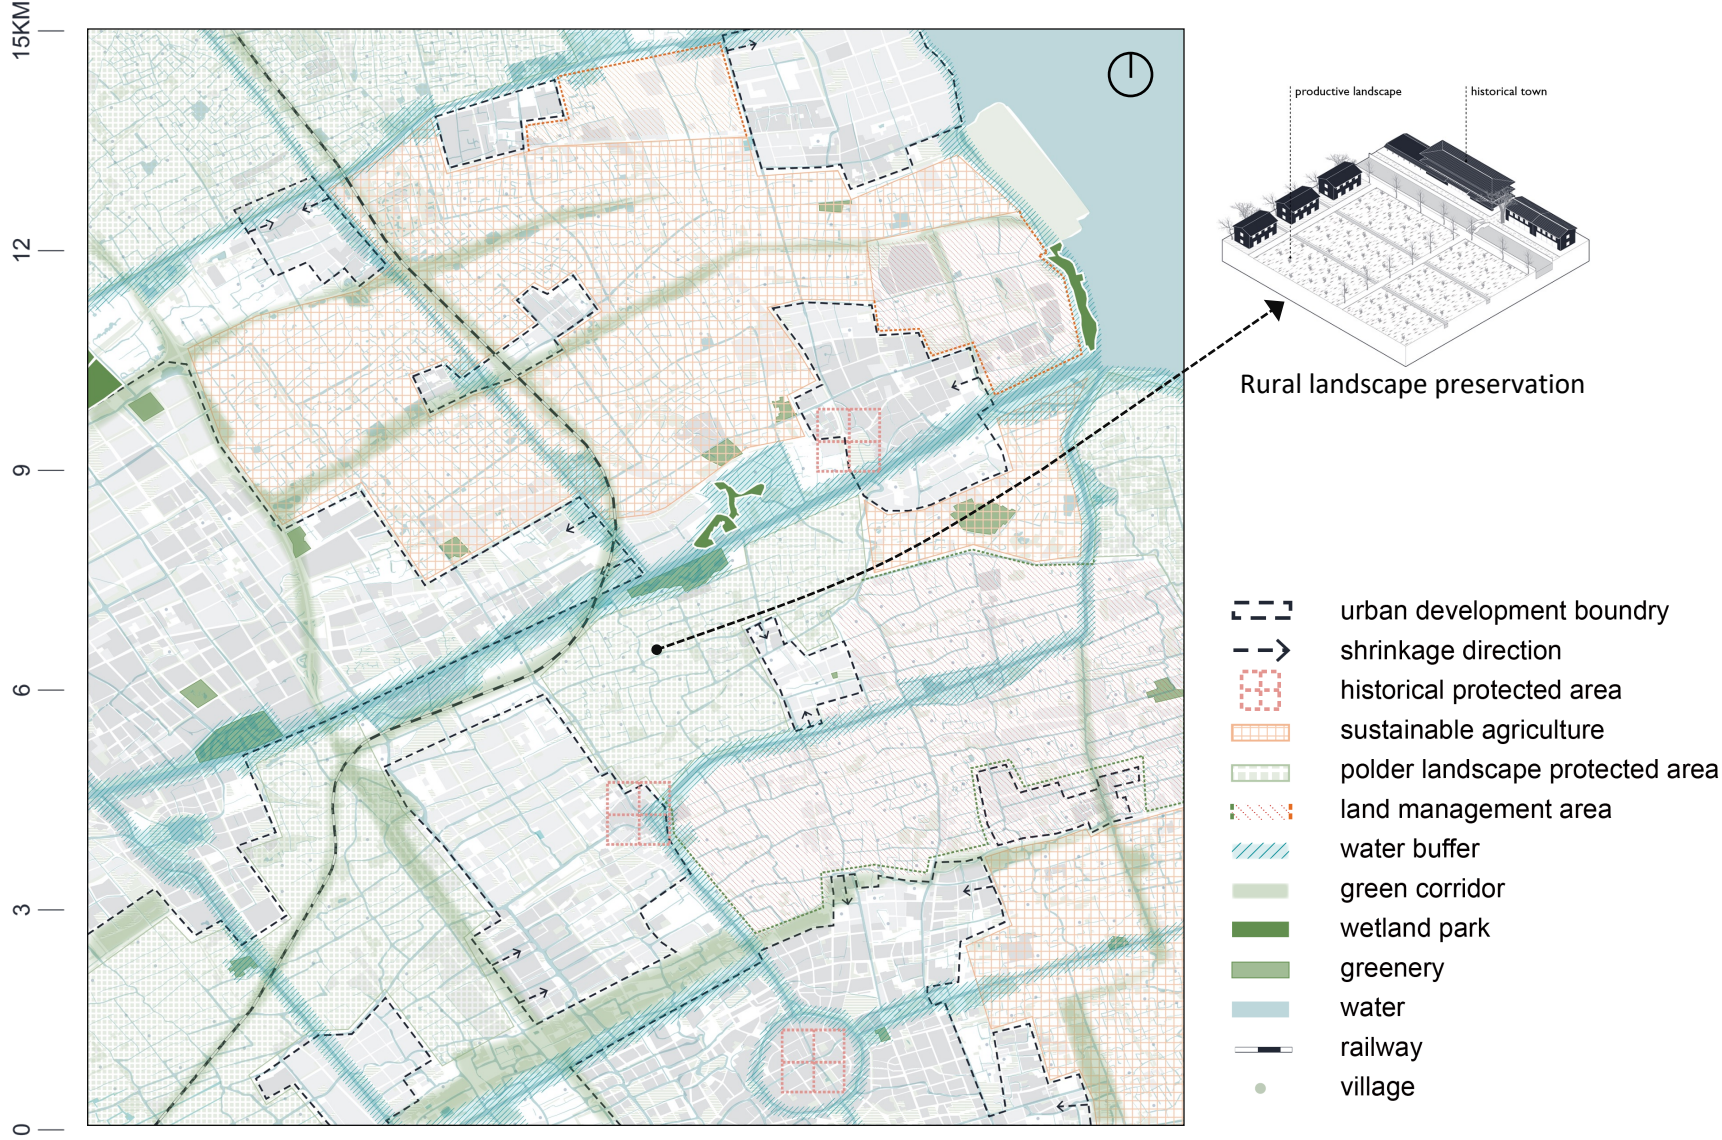 15KM
12
9
6
3
0
productive landscape
historical town
Rural landscape preservation
urban development boundry
shrinkage direction
historical protected area
sustainable agriculture
polder landscape protected area
land management area
water buffer
green corridor
wetland park
greenery
water
railway
village